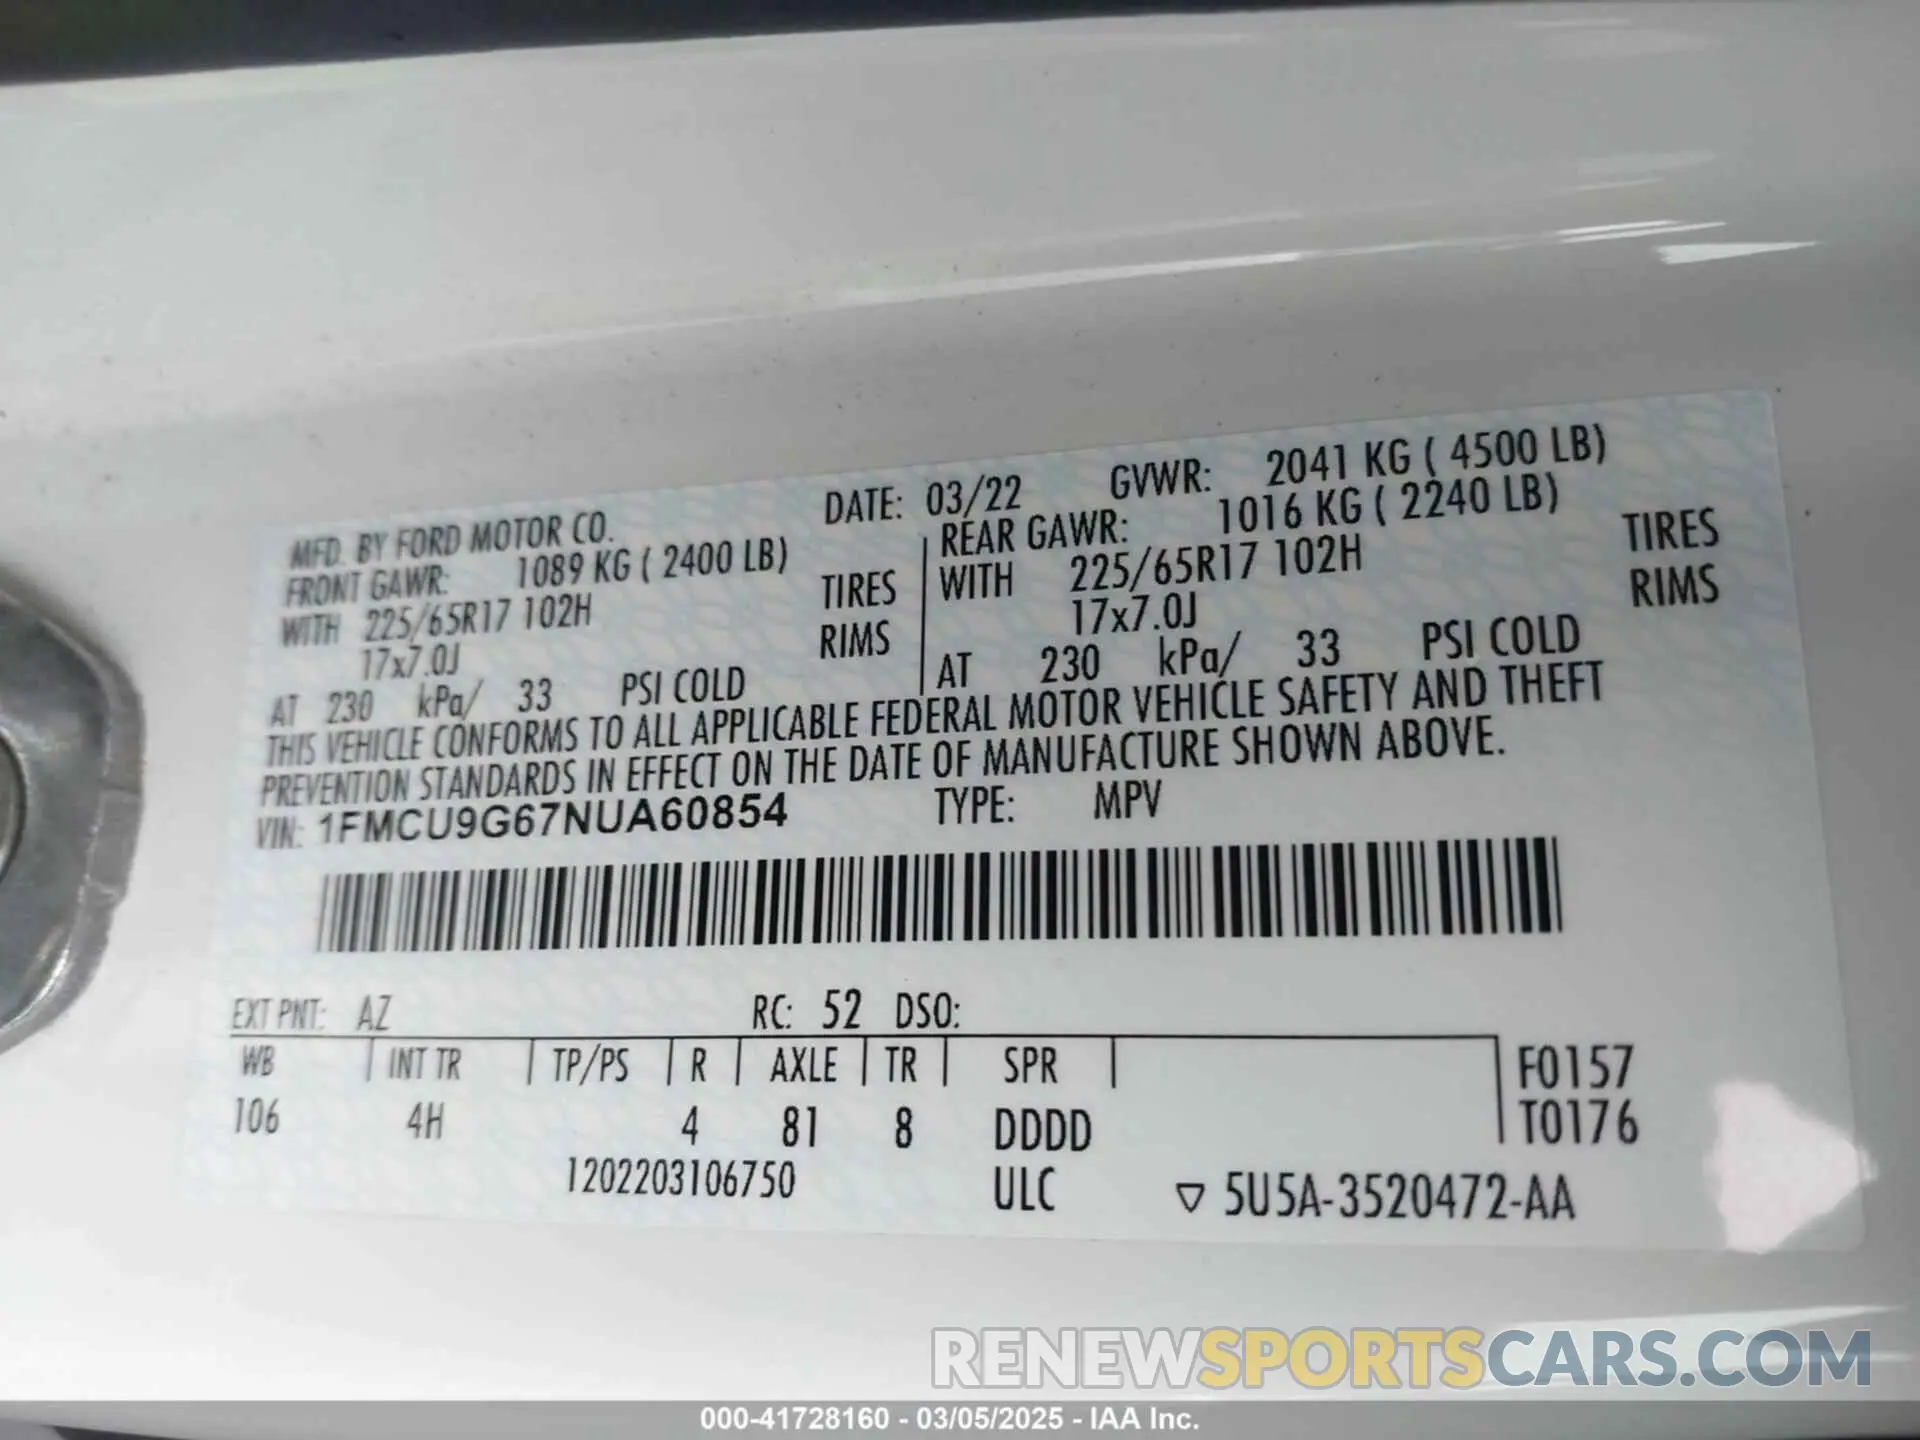 MFD. BY FORD MOTOR CO. DATE: 03/22 GVWR: 2041 KG ( 4500 LB)
FRONT GAWR: 1089 KG ( 2400 LB) REAR GAWR: 1016 KG ( 2240 LB)
WITH 225/65R17 102H TIRES WITH 225/65R17 102H TIRES
17x7.0J RIMS 17x7.0J RIMS
AT 230 kPa/ 33 PSI COLD AT 230 kPa/ 33 PSI COLD
THIS VEHICLE CONFORMS TO ALL APPLICABLE FEDERAL MOTOR VEHICLE SAFETY AND THEFT
PREVENTION STANDARDS IN EFFECT ON THE DATE OF MANUFACTURE SHOWN ABOVE.
VIN: 1FMCU9G67NUA60854 TYPE: MPV
EXT PNT: AZ RC: 52 DSO:
WB INT TR TP/PS R AXLE TR SPR F0157
106 4H 4 81 8 DDDD T0176
1202203106750 ULC ▽ 5U5A-3520472-AA
RENEWSPORTSCARS.COM
000-41728160 - 03/05/2025 - IAA Inc.